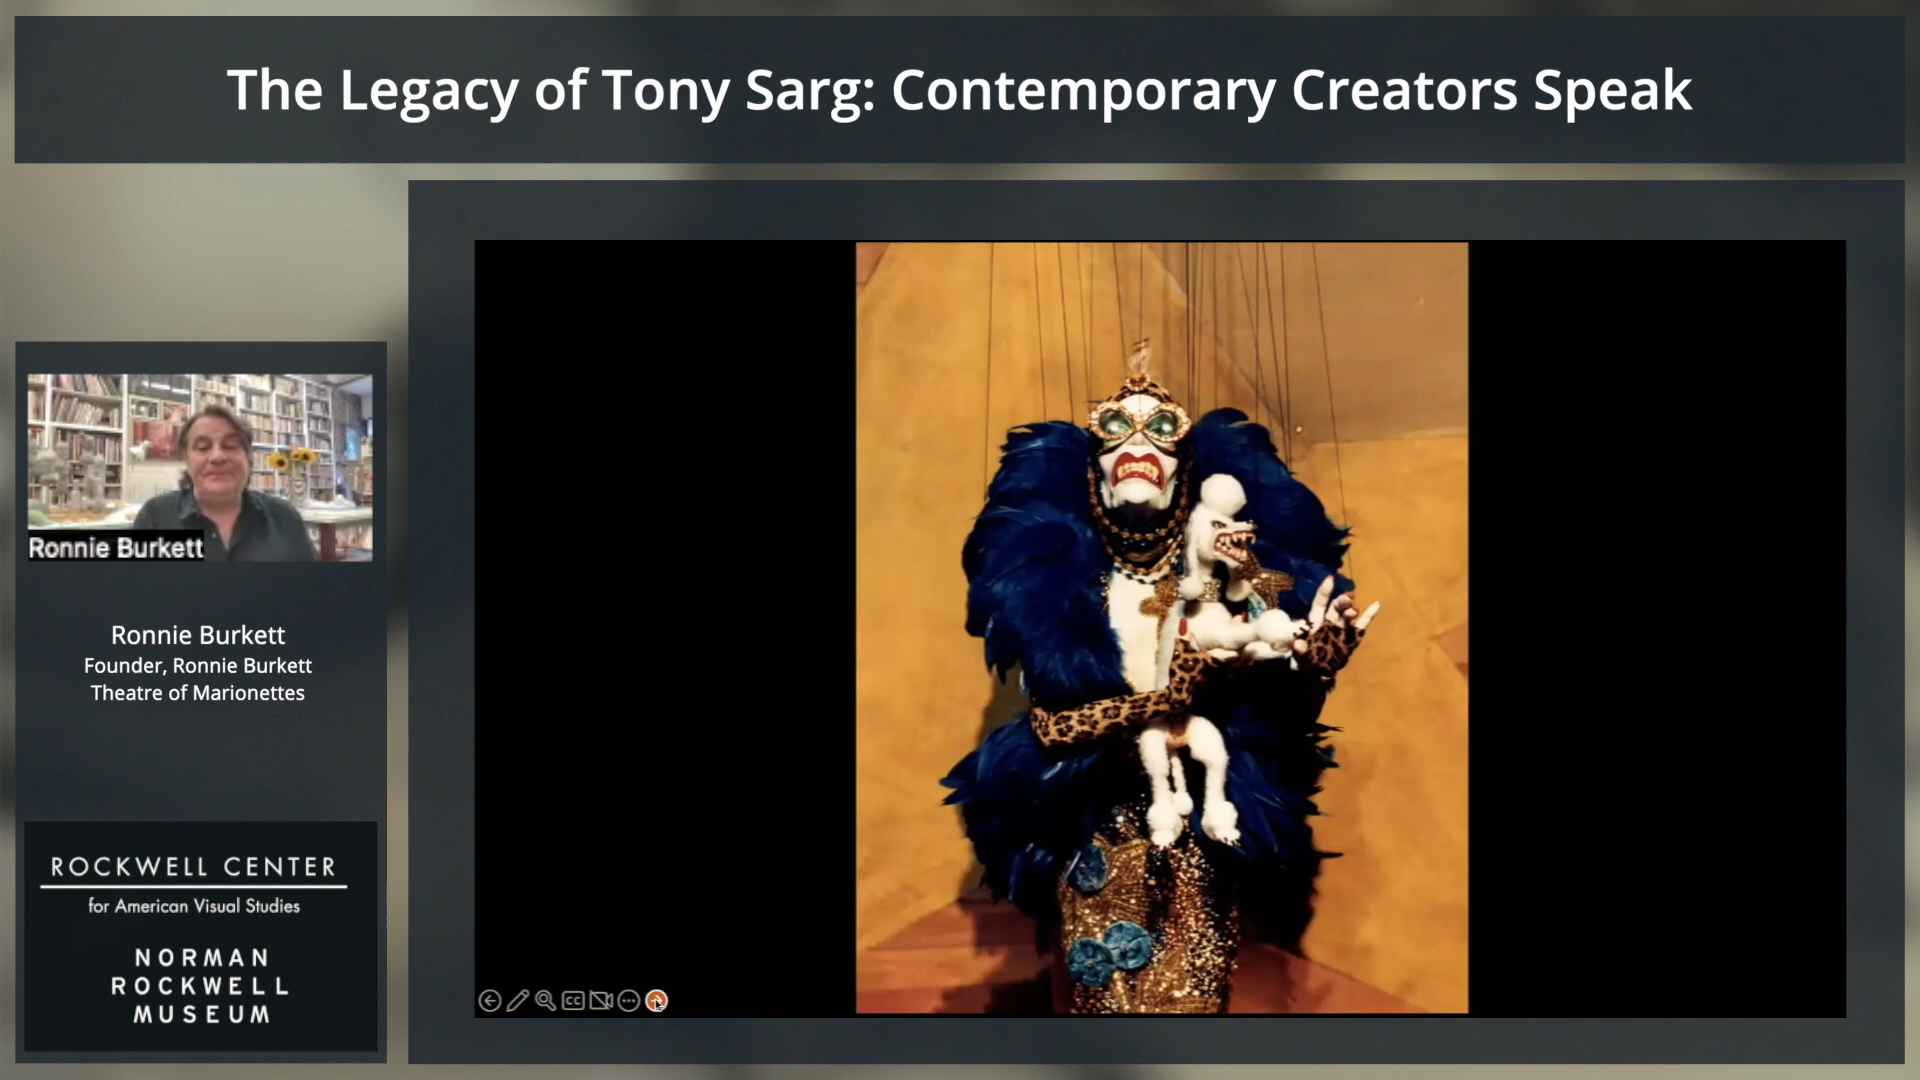 The Legacy of Tony Sarg: Contemporary Creators Speak
Ronnie Burkett
Ronnie Burkett
Founder, Ronnie Burkett
Theatre of Marionettes
ROCKWELL CENTER
for American Visual Studies
NORMAN
ROCKWELL
MUSEUM
CC